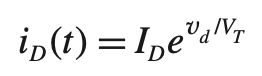 i_D(t) = I_D e^{v_d/V_T}